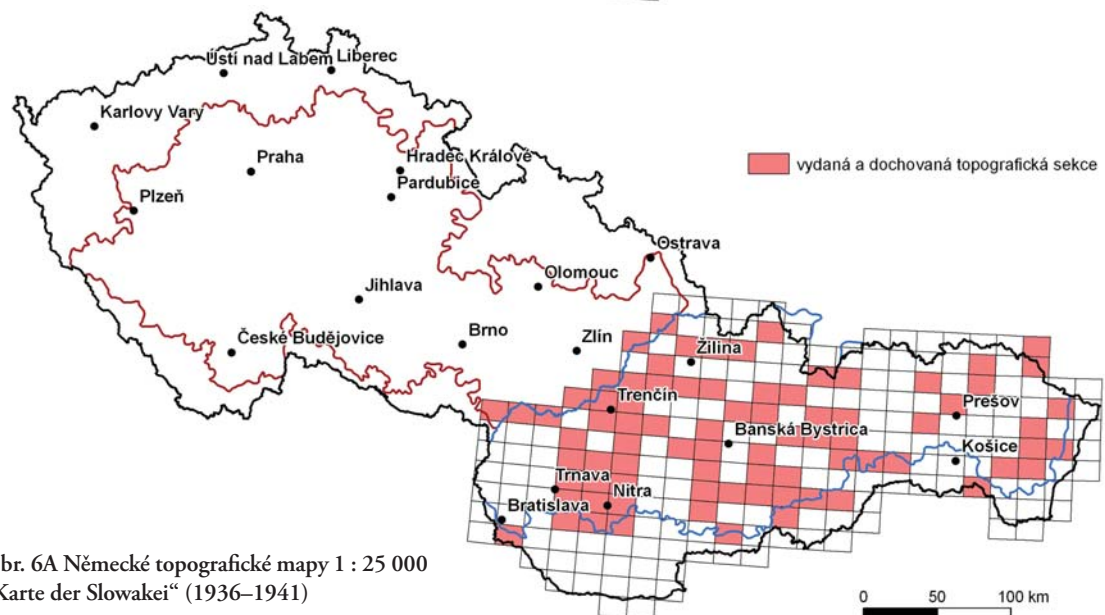 Ústí nad Labem
Liberec
Karlovy Vary
Praha
Hradec Králové
Pardubice
vydaná a dochovaná topografická sekce
Plzeň
Ostrava
Olomouc
Jihlava
České Budějovice
Brno
Zlín
Žilina
Trenčín
Prešov
Banská Bystrica
Košice
Trnava
Nitra
Bratislava
br. 6A Německé topografické mapy 1 : 25 000
Karte der Slowakei“ (1936–1941)
0 50 100 km